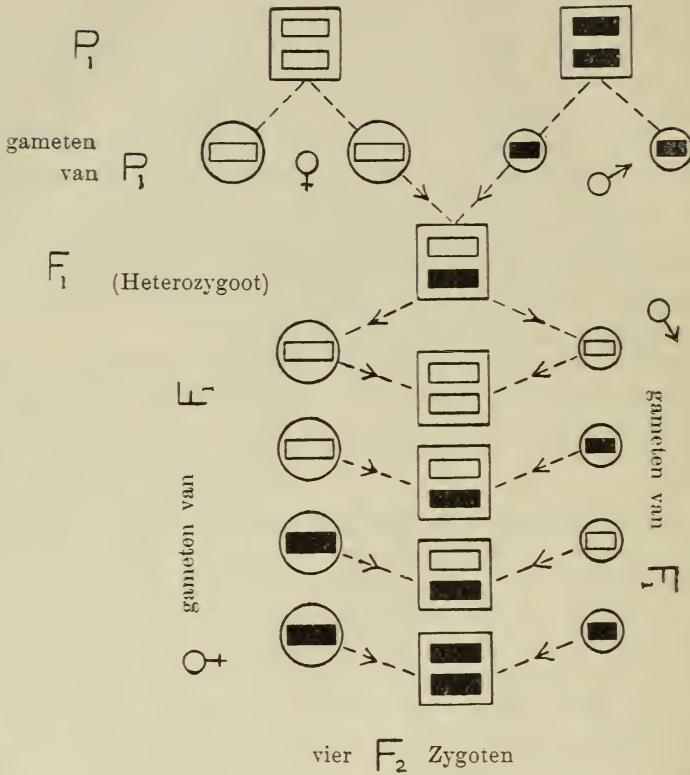 P₁
gameten
van P₁
♀
♂
F₁ (Heterozygoot)
♂
gameten van F₁
♀ gameten van F₁
vier F₂ Zygoten